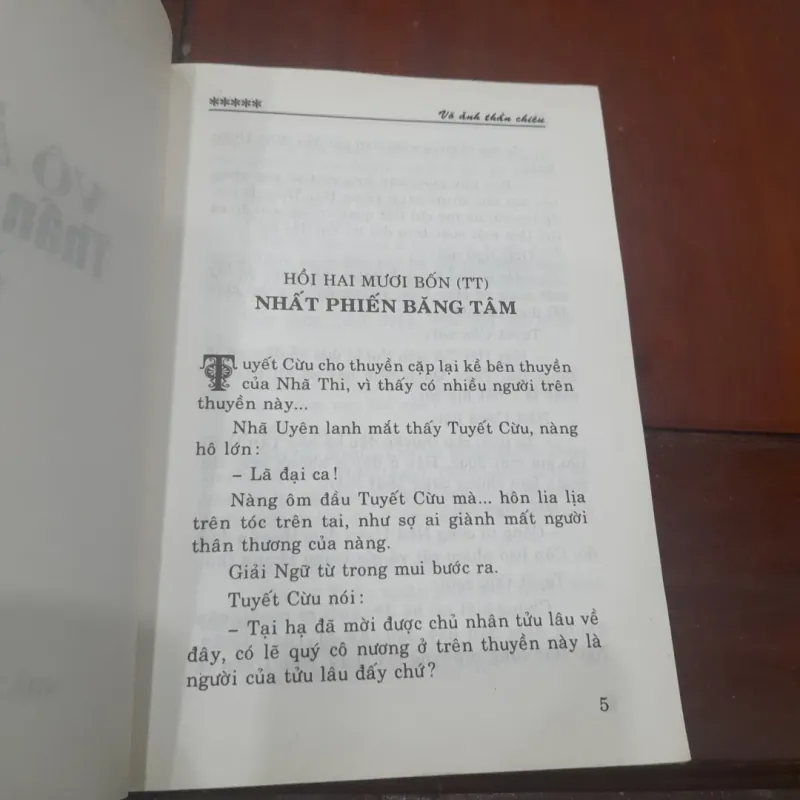 *****
Vô ảnh thần chiêu
VÔ
Thần
HỒI HAI MƯƠI BỐN (TT)
NHẤT PHIẾN BĂNG TÂM
Tuyết Cừu cho thuyền cặp lại kề bên thuyền
của Nhã Thi, vì thấy có nhiều người trên
thuyền này...
Nhã Uyên lanh mắt thấy Tuyết Cừu, nàng
hô lớn:
– Lã đại ca!
Nàng ôm đầu Tuyết Cừu mà... hôn lia lịa
trên tóc trên tai, như sợ ai giành mất người
thân thương của nàng.
Giải Ngữ từ trong mui bước ra.
Tuyết Cừu nói:
– Tại hạ đã mời được chủ nhân tửu lâu về
đây, có lẽ quý cô nương ở trên thuyền này là
người của tửu lâu đấy chứ?
5